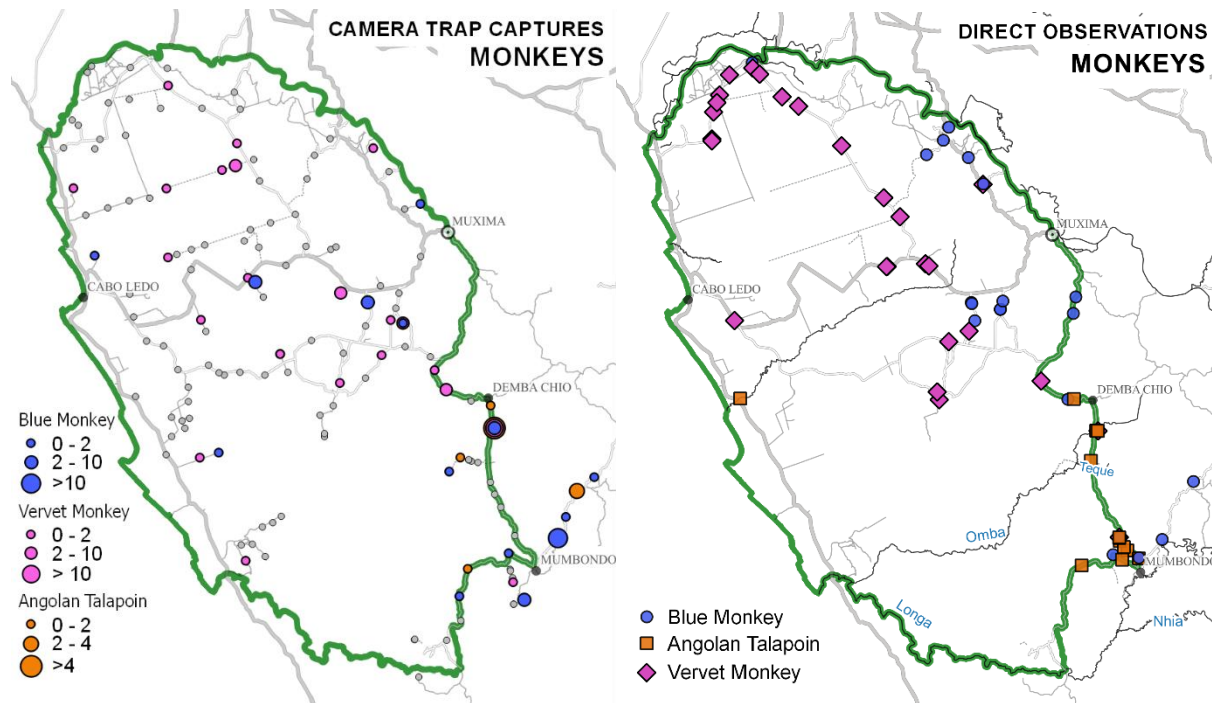 CAMERA TRAP CAPTURES
MONKEYS
MUXIMA
CABO LEDO
DEMBA CHIO
MUMBONDO
Blue Monkey
0 - 2
2 - 10
>10
Vervet Monkey
0 - 2
2 - 10
> 10
Angolan Talapoin
0 - 2
2 - 4
>4
DIRECT OBSERVATIONS
MONKEYS
MUXIMA
CABO LEDO
DEMBA CHIO
Teque
Omba
MUMBONDO
Longa
Nhia
Blue Monkey
Angolan Talapoin
Vervet Monkey